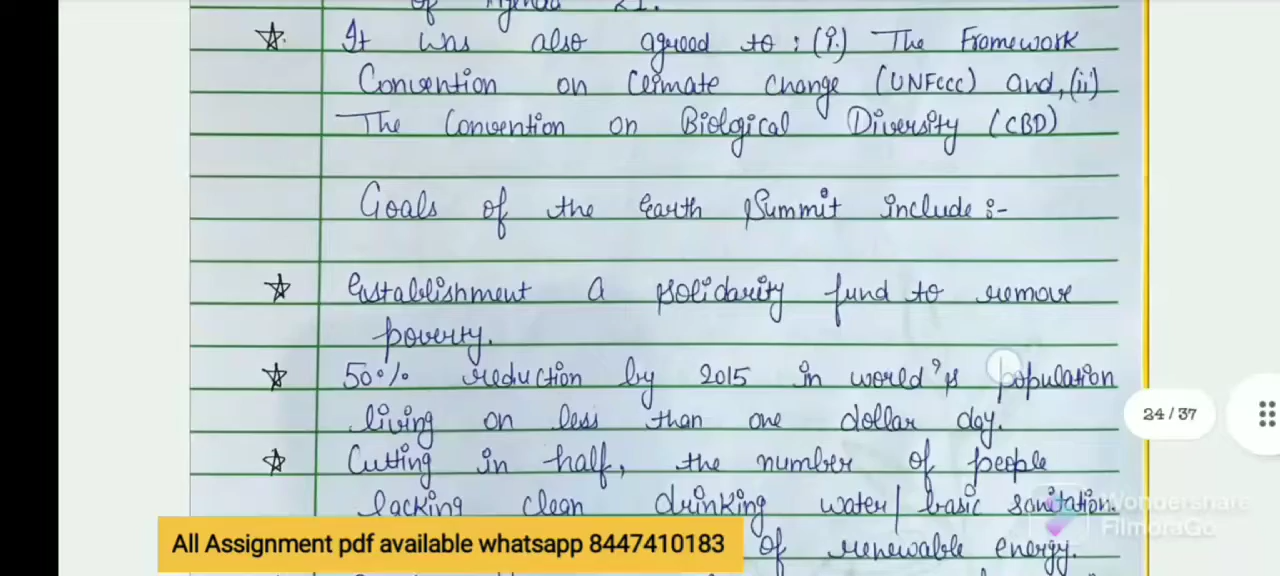 of Agenda 21.
It was also agreed to : (i.) The Framework
Convention on Climate Change (UNFCCC) and, (ii)
The Convention on Biological Diversity (CBD)
Goals of the Earth Summit include :-
Establishment a solidarity fund to remove
poverty.
50% reduction by 2015 in world's population
living on less than one dollar day.
24 / 37
Cutting in half, the number of people
lacking clean drinking water/ basic sanitation.
Wondershare
FilmoraGo
All Assignment pdf available whatsapp 8447410183
of renewable energy.